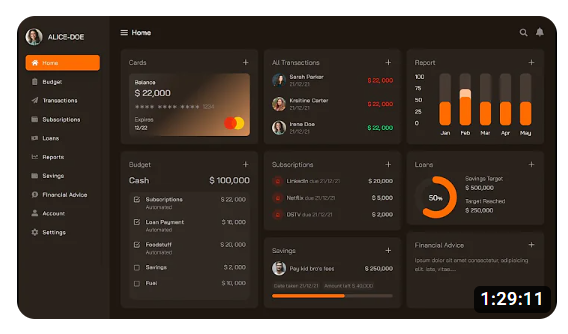 ALICE-DOE
Home
Budget
Transactions
Subscriptions
Loans
Reports
Savings
Financial Advice
Account
Settings
Home
Cards +
Balance
$ 22,000
**** **** **** 1234
Expires
12/22
All Transactions +
Sarah Parker
21/12/21
$ 22, 000
Krisitine Carter
21/12/21
$ 22, 000
Irene Doe
21/12/21
$ 22, 000
Report +
100
75
50
25
0
Jan Feb Mar Apr May
Budget +
Cash $ 100,000
Subscriptions $ 22, 000
Automated
Loan Payment $ 16, 000
Automated
Foodstuff $ 20, 000
Automated
Savings $ 2, 000
Fuel $ 10, 000
Subscriptions +
LinkedIn due 21/12/21 $ 20,000
Netflix due 21/12/21 $ 5,000
DSTV due 21/12/21 $ 2,000
Savings +
Pay kid bro's fees $ 250,000
Date taken 21/12/21 Amount left $ 40,000
Loans +
50%
Savings Target
$ 500,000
Target Reached
$ 250,000
Financial Advice +
Ipsum dolor sit amet consectetur, adipisicing
elit. Iste, vitae....
1:29:11